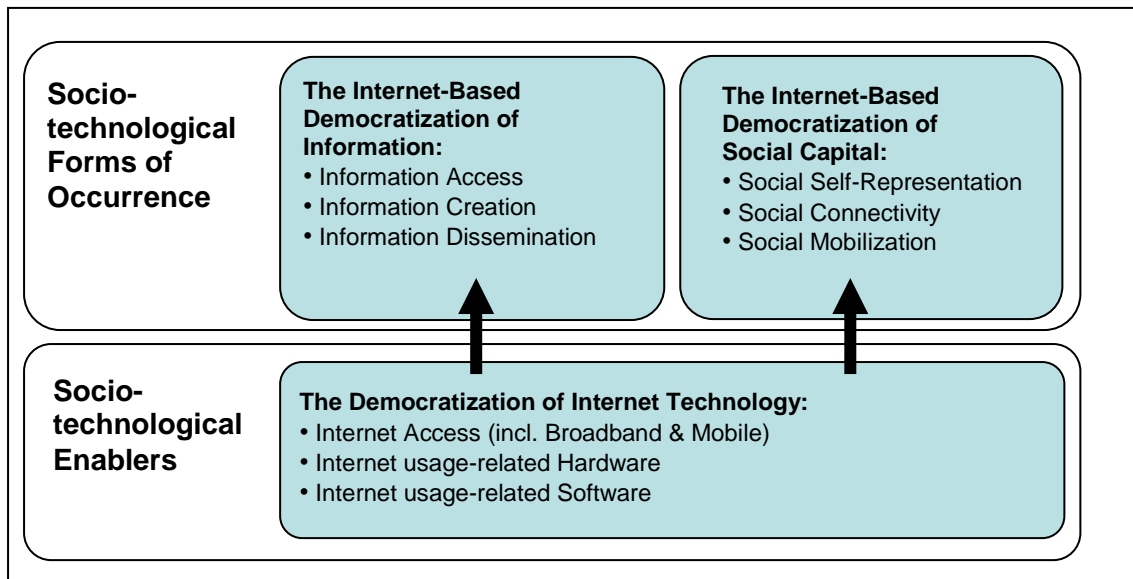 Socio-
technological
Forms of
Occurrence
The Internet-Based
Democratization of
Information:
• Information Access
• Information Creation
• Information Dissemination
The Internet-Based
Democratization of
Social Capital:
• Social Self-Representation
• Social Connectivity
• Social Mobilization
Socio-
technological
Enablers
The Democratization of Internet Technology:
• Internet Access (incl. Broadband & Mobile)
• Internet usage-related Hardware
• Internet usage-related Software